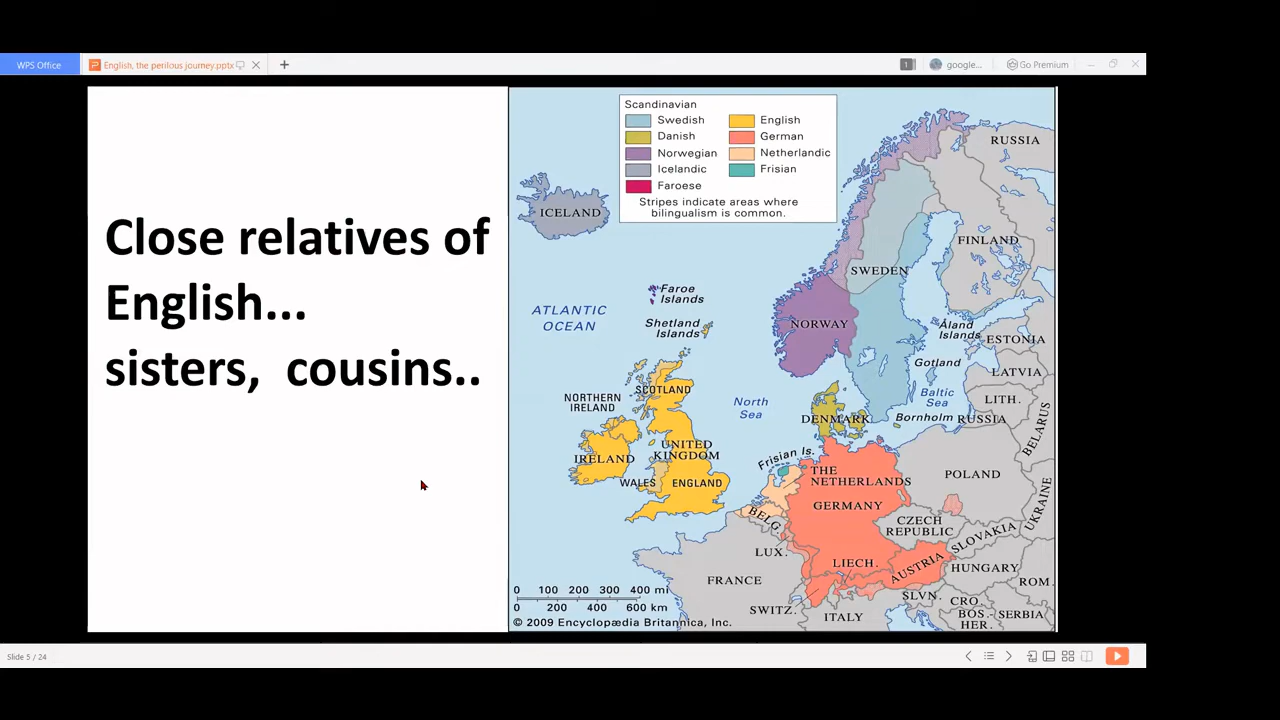 WPS Office
English, the perilous journey.pptx
1
google...
Go Premium
Close relatives of
English...
sisters,  cousins..
Scandinavian
Swedish
Danish
Norwegian
Icelandic
Faroese
English
German
Netherlandic
Frisian
Stripes indicate areas where
bilingualism is common.
RUSSIA
ICELAND
FINLAND
SWEDEN
Faroe
Islands
ATLANTIC
OCEAN
Shetland
Islands
NORWAY
Åland
Islands
ESTONIA
Gotland
LATVIA
SCOTLAND
NORTHERN
IRELAND
North
Sea
Baltic
Sea
LITH.
DENMARK
Bornholm
RUSSIA
BELARUS
IRELAND
UNITED
KINGDOM
Frisian Is.
THE
NETHERLANDS
POLAND
WALES
ENGLAND
GERMANY
BELG.
CZECH
REPUBLIC
UKRAINE
SLOVAKIA
LUX.
LIECH.
AUSTRIA
HUNGARY
FRANCE
ROM.
SLVN.
CRO.
SWITZ.
ITALY
BOS.-
HER.
SERBIA
0 100 200 300 400 mi
0 200 400 600 km
© 2009 Encyclopædia Britannica, Inc.
Slide 5 / 24